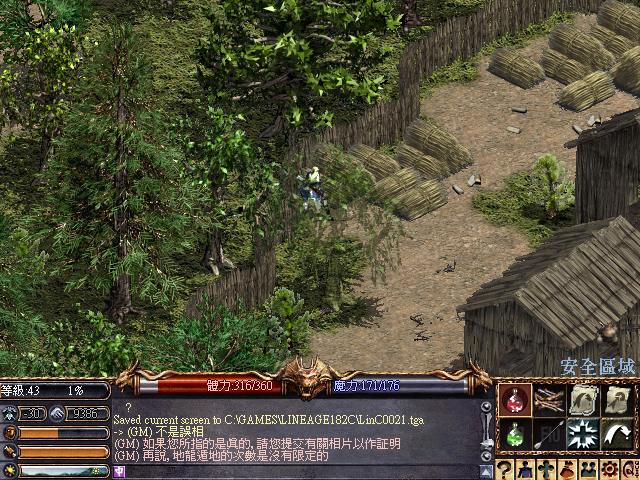 安全區域
等級:43 1%
體力:316/360
魔力:171/176
-30
9386
?
Saved current screen to C:\GAMES\LINEAGE182C\LinC0021.tga
-> (GM) 不是誤相
(GM) 如果您所指的是真的, 請您提交有關相片以作証明
(GM) 再說, 地龍遁地的次數是沒有限定的